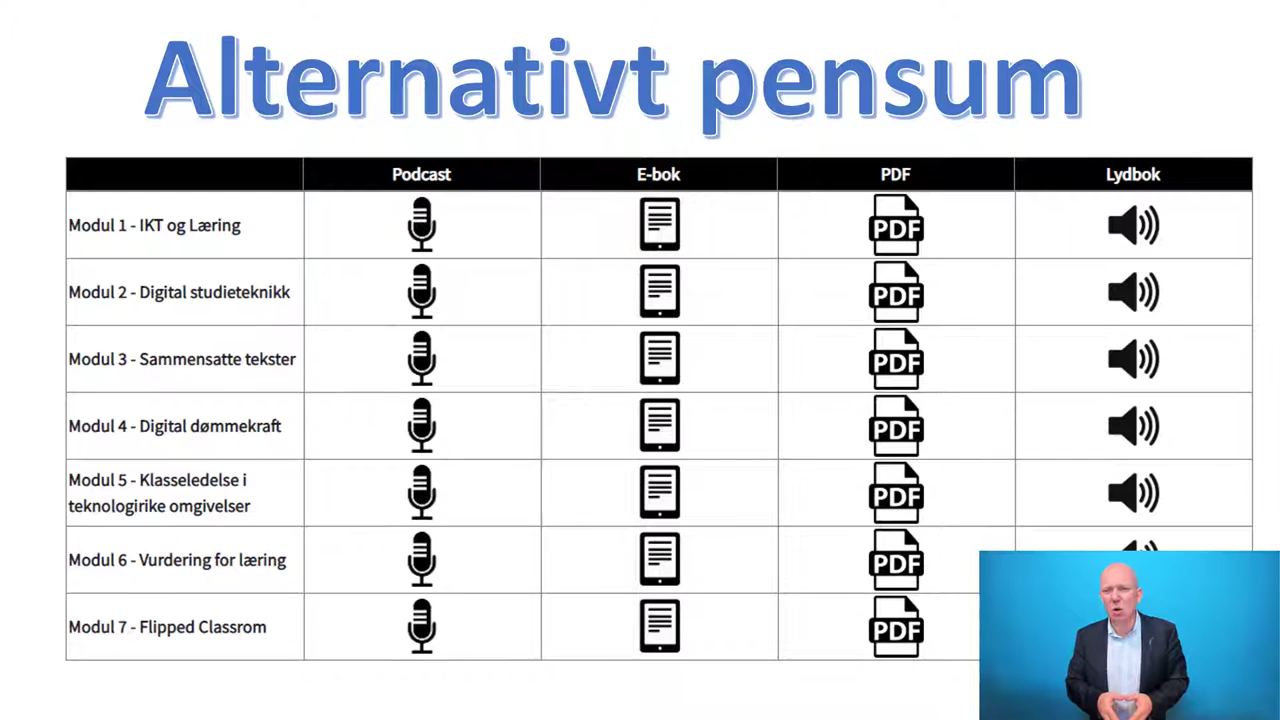 Alternativt pensum
Podcast E-bok PDF Lydbok
Modul 1 - IKT og Læring PDF
Modul 2 - Digital studieteknikk PDF
Modul 3 - Sammensatte tekster PDF
Modul 4 - Digital dømmekraft PDF
Modul 5 - Klasseledelse i
teknologirike omgivelser PDF
Modul 6 - Vurdering for læring PDF
Modul 7 - Flipped Classrom PDF